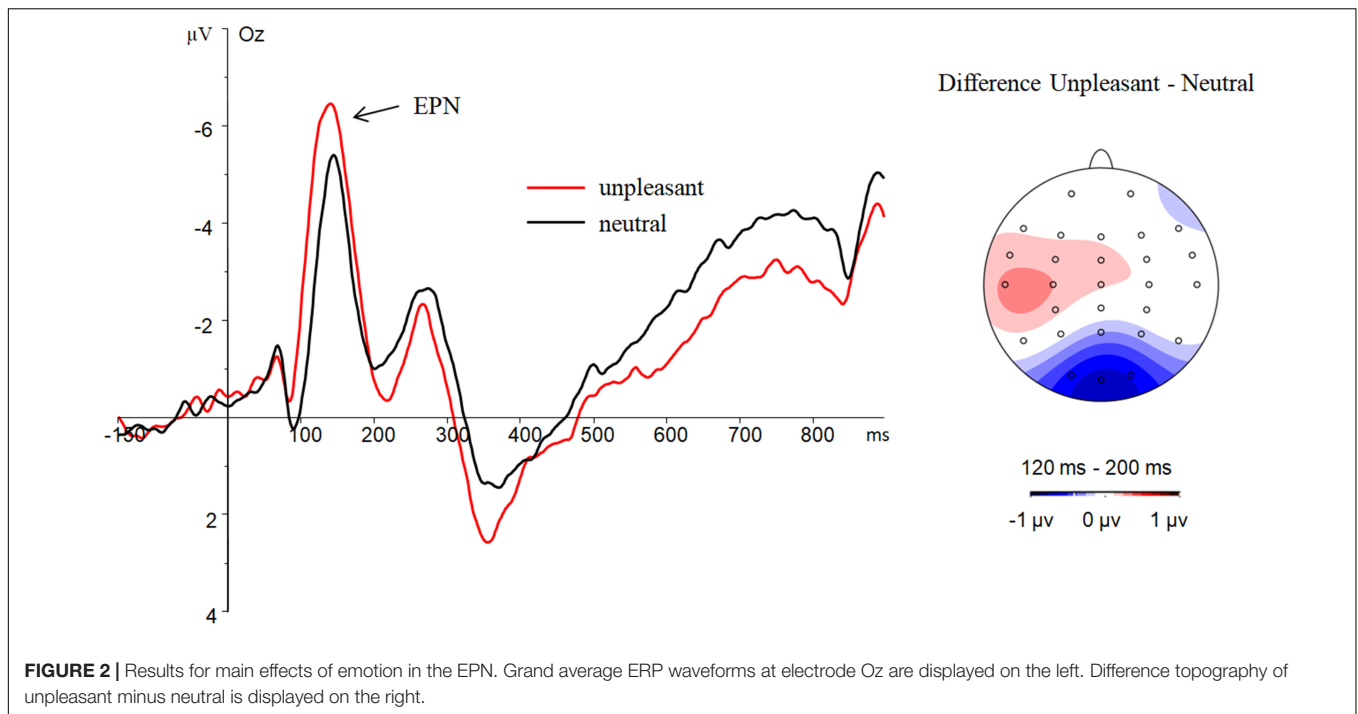 µV
Oz
Difference Unpleasant - Neutral
EPN
-6
unpleasant
-4
neutral
-2
-150 100 200 300 400 500 600 700 800 ms
2
4
120 ms - 200 ms
-1 µv 0 µv 1 µv
FIGURE 2 | Results for main effects of emotion in the EPN. Grand average ERP waveforms at electrode Oz are displayed on the left. Difference topography of
unpleasant minus neutral is displayed on the right.